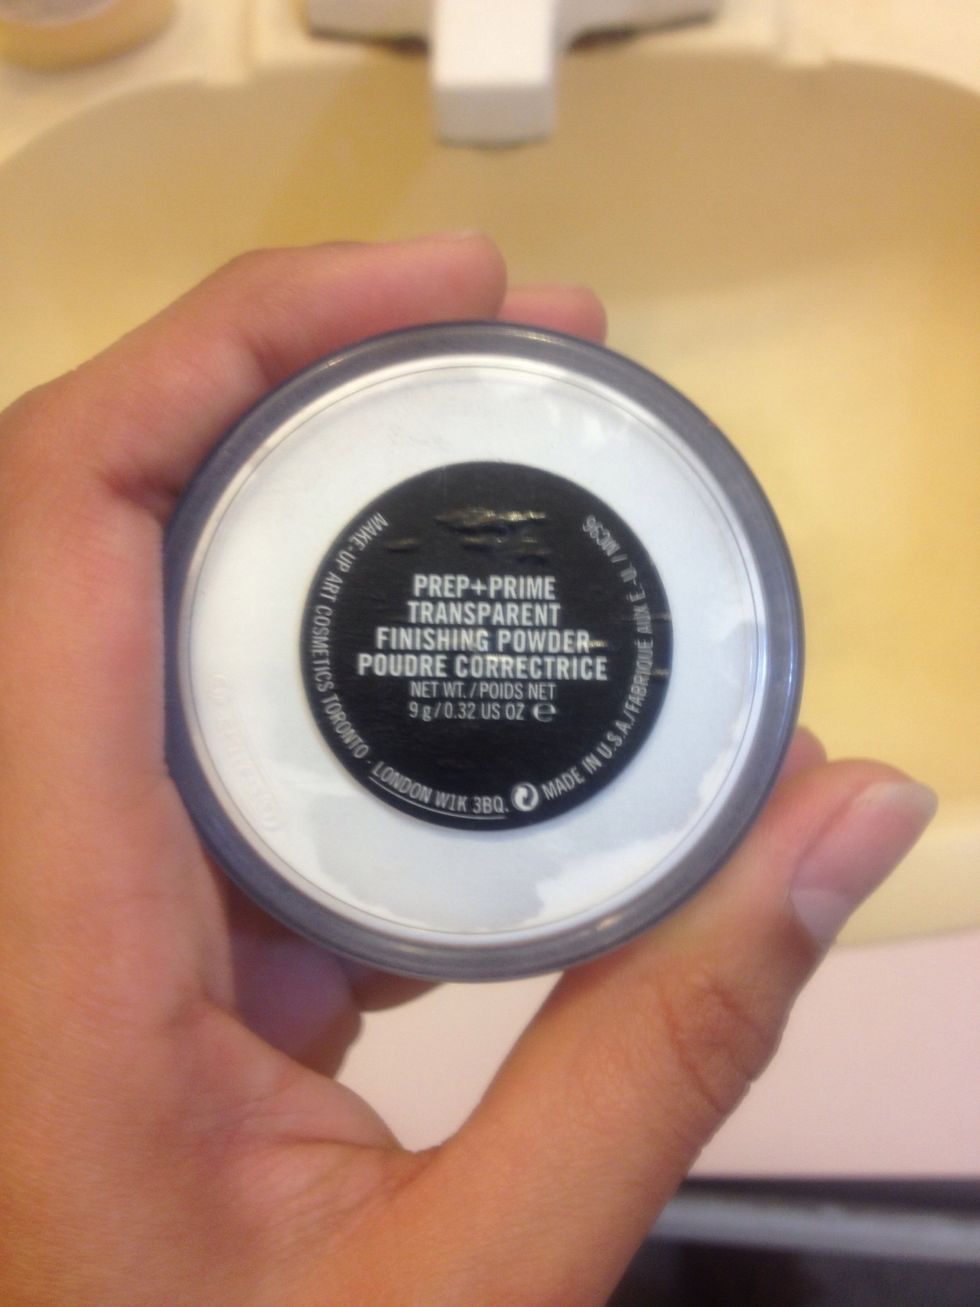 PREP+PRIME
TRANSPARENT
FINISHING POWDER
POUDRE CORRECTRICE
NET WT./POIDS NET
9 g/0.32 US OZ ℮
MAKE-UP ART COSMETICS TORONTO - LONDON W1K 3BQ.
MADE IN U.S.A./FABRIQUÉ AUX É.-U. /